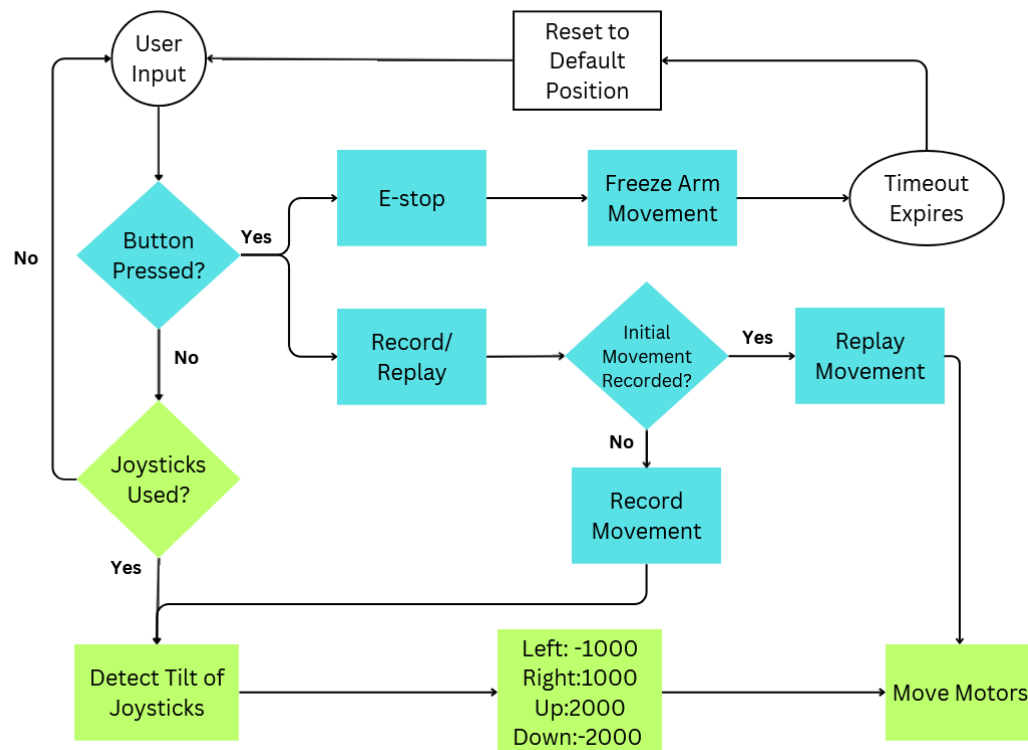 User
Input
Reset to
Default
Position
E-stop
Freeze Arm
Movement
Timeout
Expires
Button
Pressed?
Yes
No
No
Record/
Replay
Initial
Movement
Recorded?
Yes
Replay
Movement
No
Joysticks
Used?
Record
Movement
Yes
Detect Tilt of
Joysticks
Left: -1000
Right:1000
Up:2000
Down:-2000
Move Motors